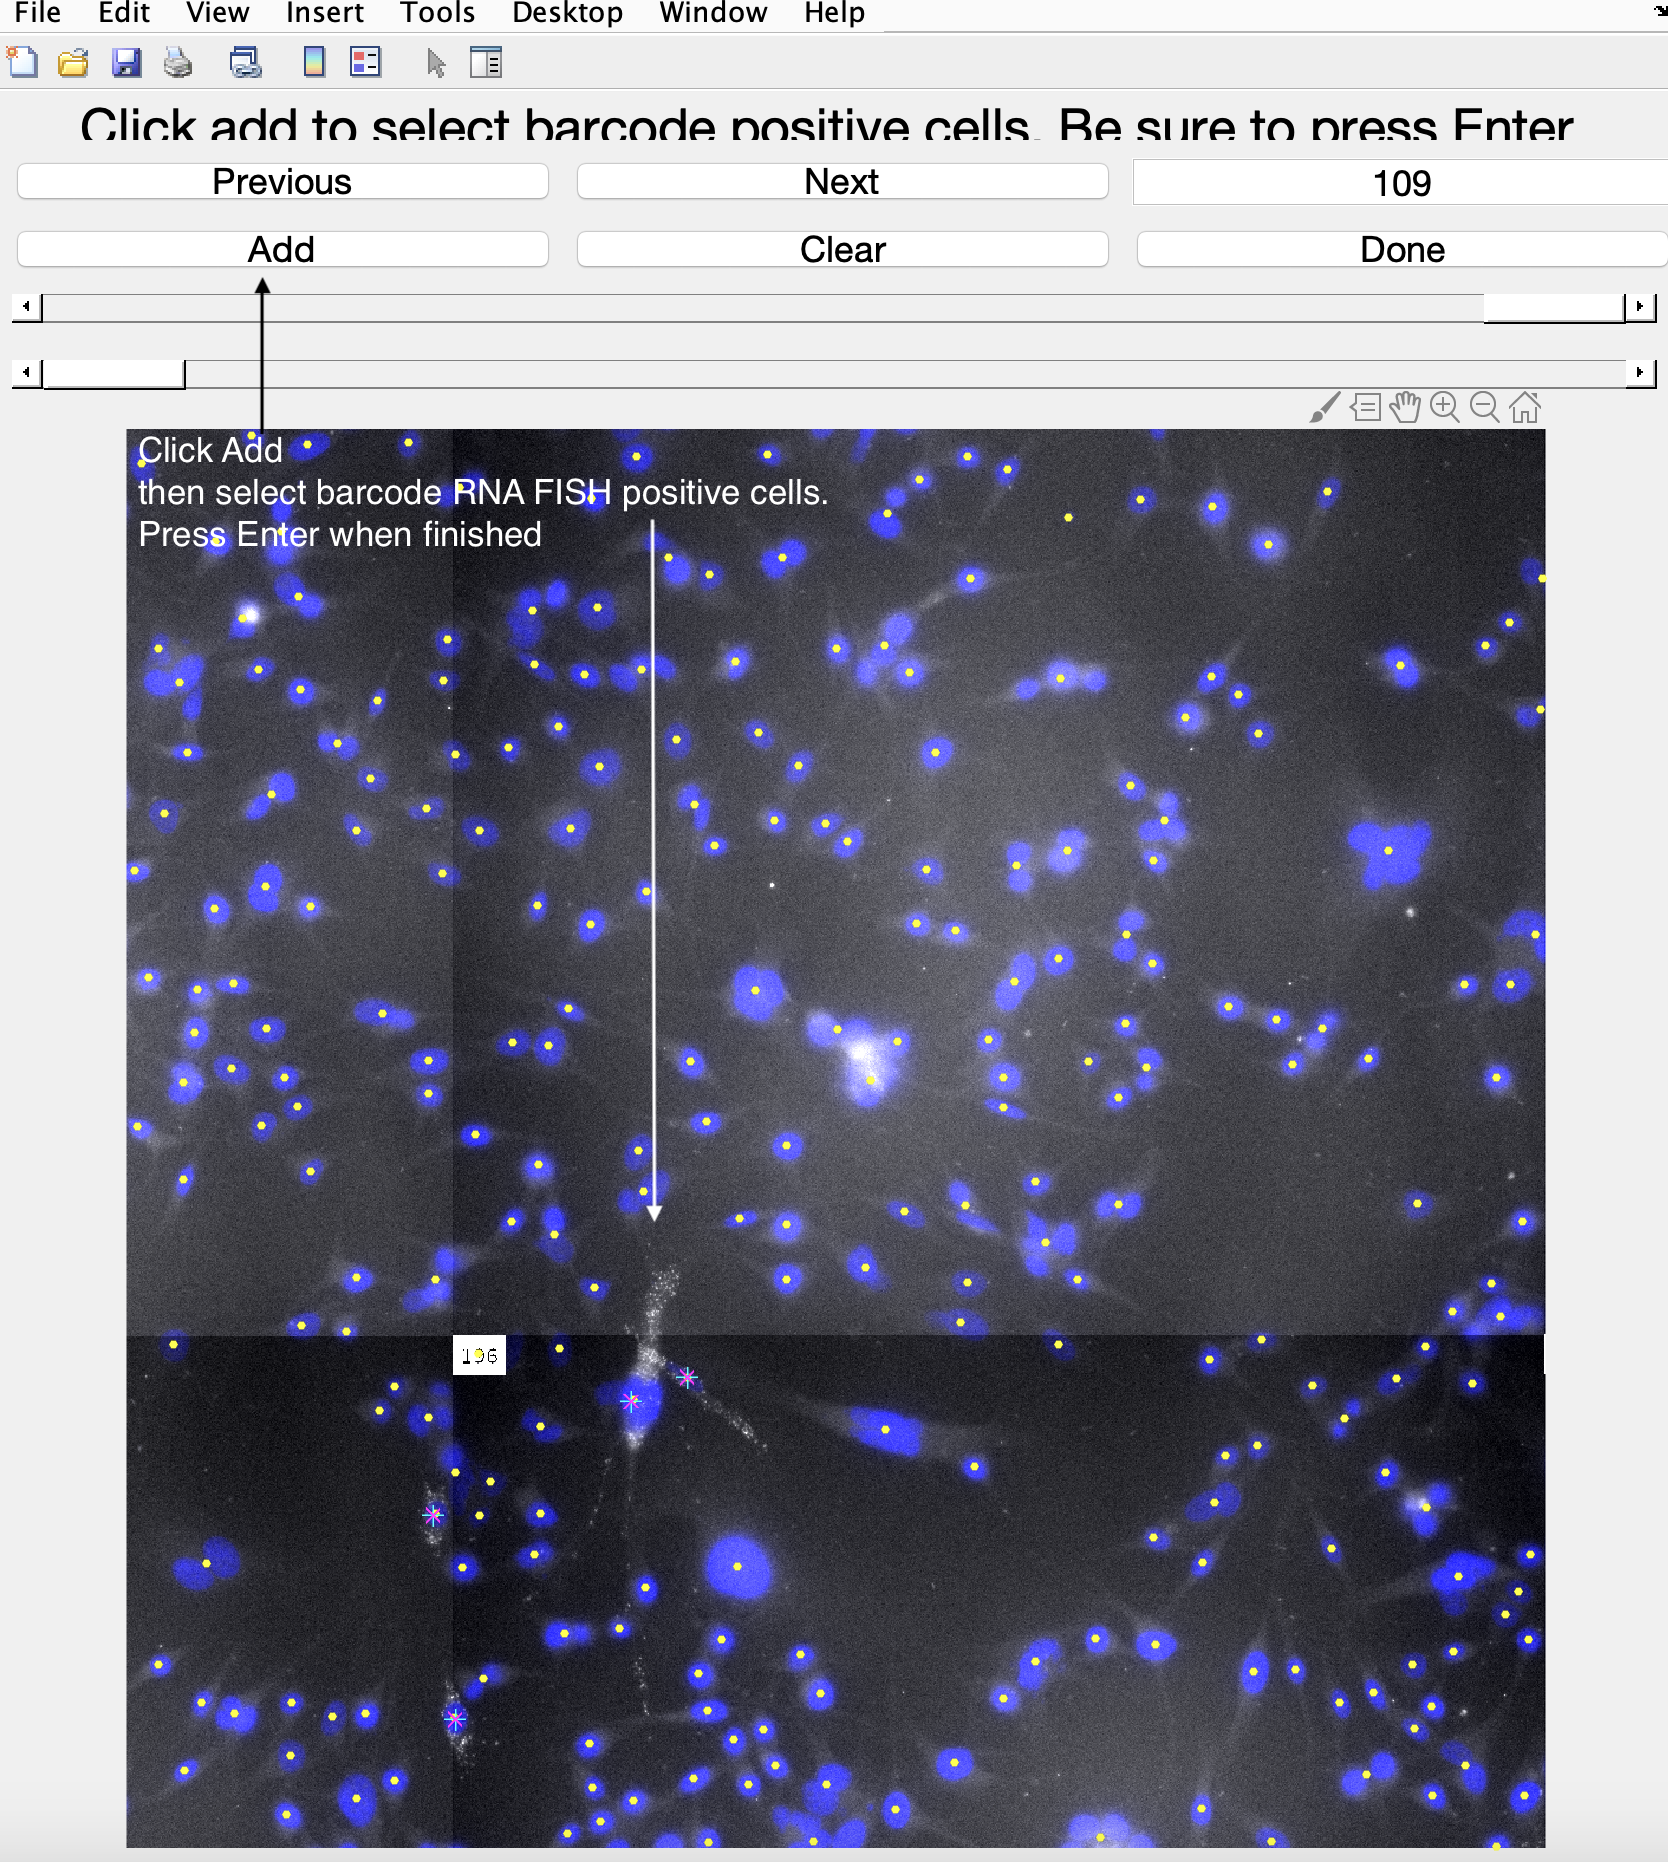 File Edit View Insert Tools Desktop Window Help
Click add to select barcode positive cells. Be sure to press Enter
Previous Next 109
Add Clear Done
Click Add
then select barcode RNA FISH positive cells.
Press Enter when finished
196